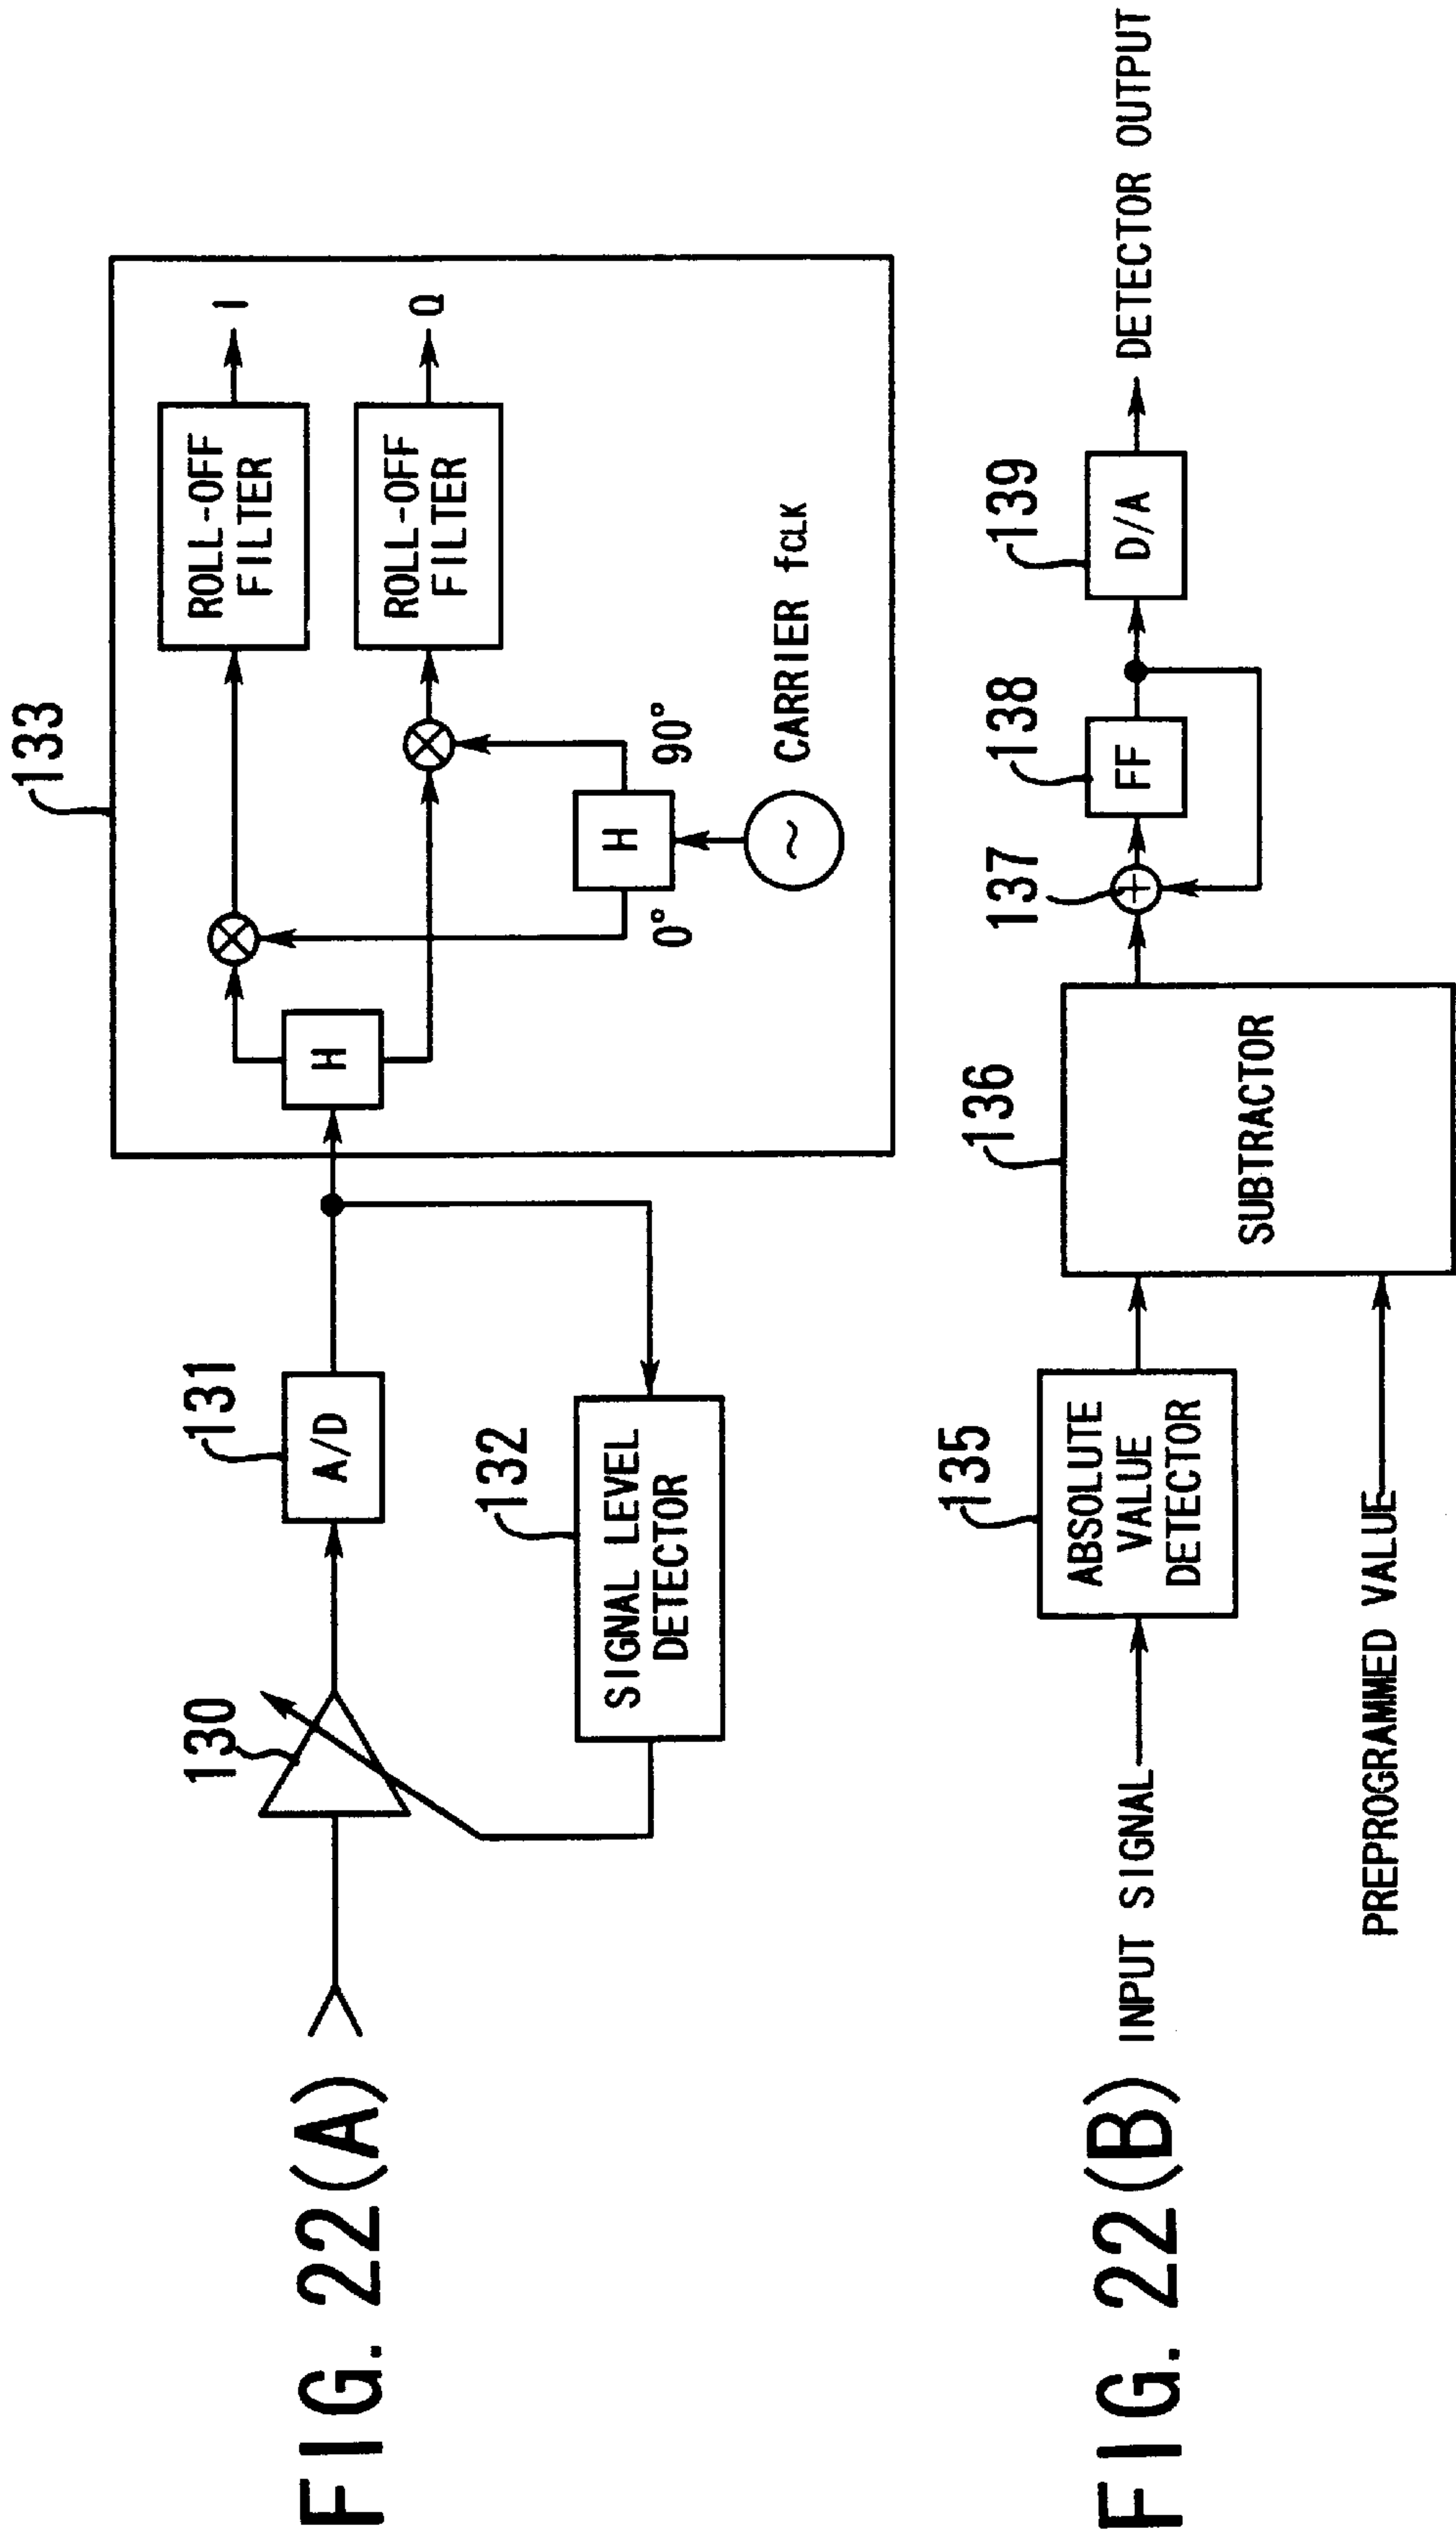 FIG. 22(A)
130
131
A/D
132
SIGNAL LEVEL
DETECTOR
133
H
H
0°
90°
CARRIER fCLK
ROLL-OFF
FILTER
I
ROLL-OFF
FILTER
Q
FIG. 22(B)
INPUT SIGNAL
PREPROGRAMMED VALUE
135
ABSOLUTE
VALUE
DETECTOR
136
SUBTRACTOR
137
138
FF
139
D/A
DETECTOR OUTPUT